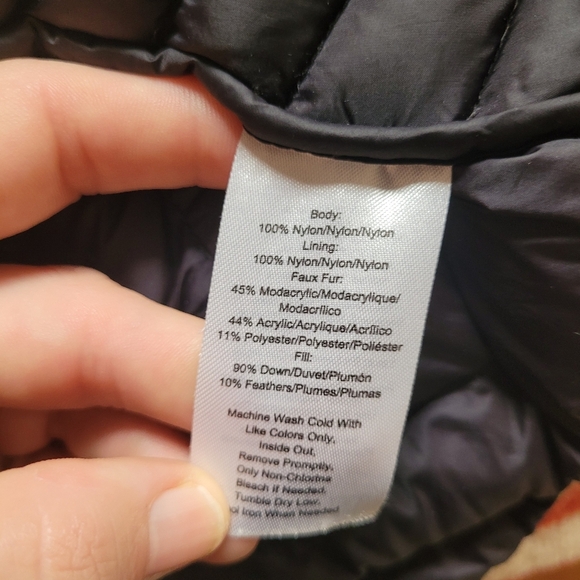 Body:
100% Nylon/Nylon/Nylon
Lining:
100% Nylon/Nylon/Nylon
Faux Fur:
45% Modacrylic/Modacrylique/
Modacrílico
44% Acrylic/Acrylique/Acrílico
11% Polyester/Polyester/Poliéster
Fill:
90% Down/Duvet/Plumón
10% Feathers/Plumes/Plumas
Machine Wash Cold With
Like Colors Only,
Inside Out,
Remove Promptly,
Only Non-Chlorine
Bleach If Needed,
Tumble Dry Low,
ol Iron When Needed